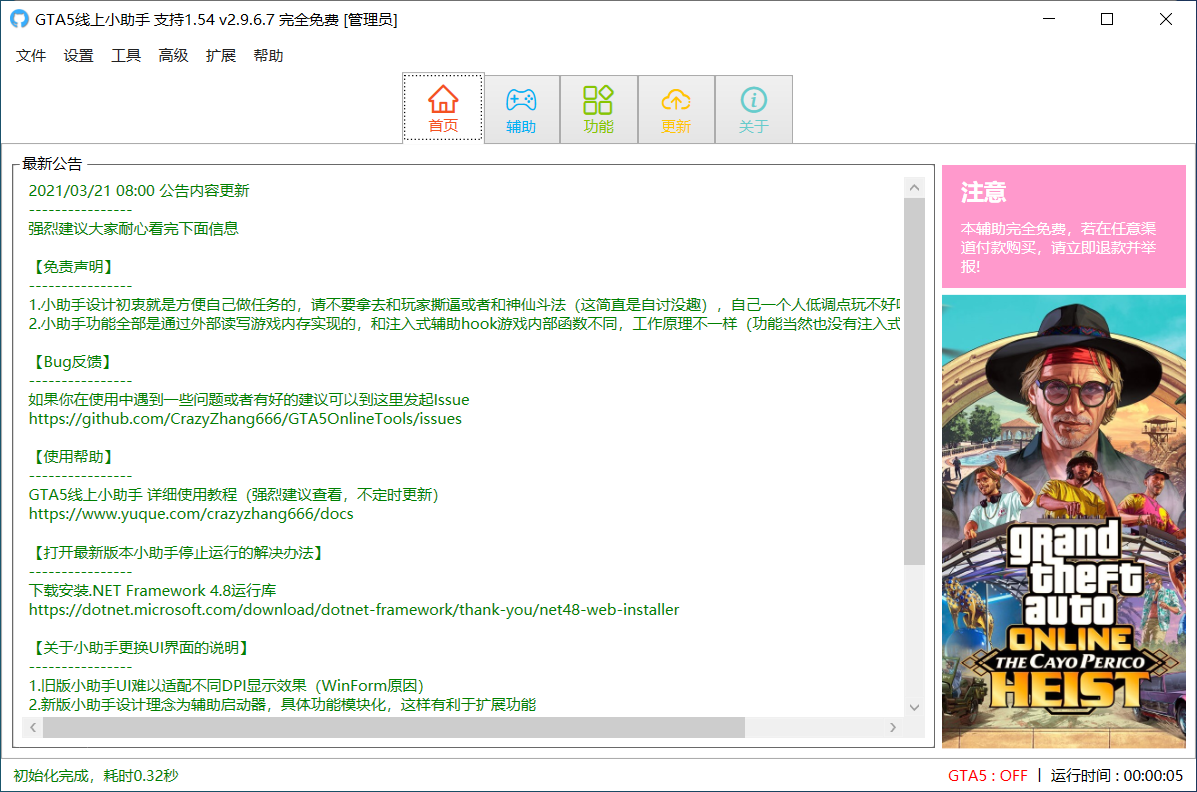 GTA5线上小助手 支持1.54 v2.9.6.7 完全免费 [管理员]
文件 设置 工具 高级 扩展 帮助
首页 辅助 功能 更新 关于
最新公告
2021/03/21 08:00 公告内容更新
----------------
强烈建议大家耐心看完下面信息
【免责声明】
----------------
1.小助手设计初衷就是方便自己做任务的，请不要拿去和玩家撕逼或者和神仙斗法（这简直是自讨没趣），自己一个人低调点玩不好
2.小助手功能全部是通过外部读写游戏内存实现的，和注入式辅助hook游戏内部函数不同，工作原理不一样（功能当然也没有注入式
【Bug反馈】
----------------
如果你在使用中遇到一些问题或者有好的建议可以到这里发起Issue
https://github.com/CrazyZhang666/GTA5OnlineTools/issues
【使用帮助】
----------------
GTA5线上小助手 详细使用教程（强烈建议查看，不定时更新）
https://www.yuque.com/crazyzhang666/docs
【打开最新版本小助手停止运行的解决办法】
----------------
下载安装.NET Framework 4.8运行库
https://dotnet.microsoft.com/download/dotnet-framework/thank-you/net48-web-installer
【关于小助手更换UI界面的说明】
----------------
1.旧版小助手UI难以适配不同DPI显示效果（WinForm原因）
2.新版小助手设计理念为辅助启动器，具体功能模块化，这样有利于扩展功能
注意
本辅助完全免费，若在任意渠
道付款购买，请立即退款并举
报!
grand
theft
auto
ONLINE
THE CAYO PERICO
HEIST
初始化完成，耗时0.32秒
GTA5 : OFF | 运行时间 : 00:00:05